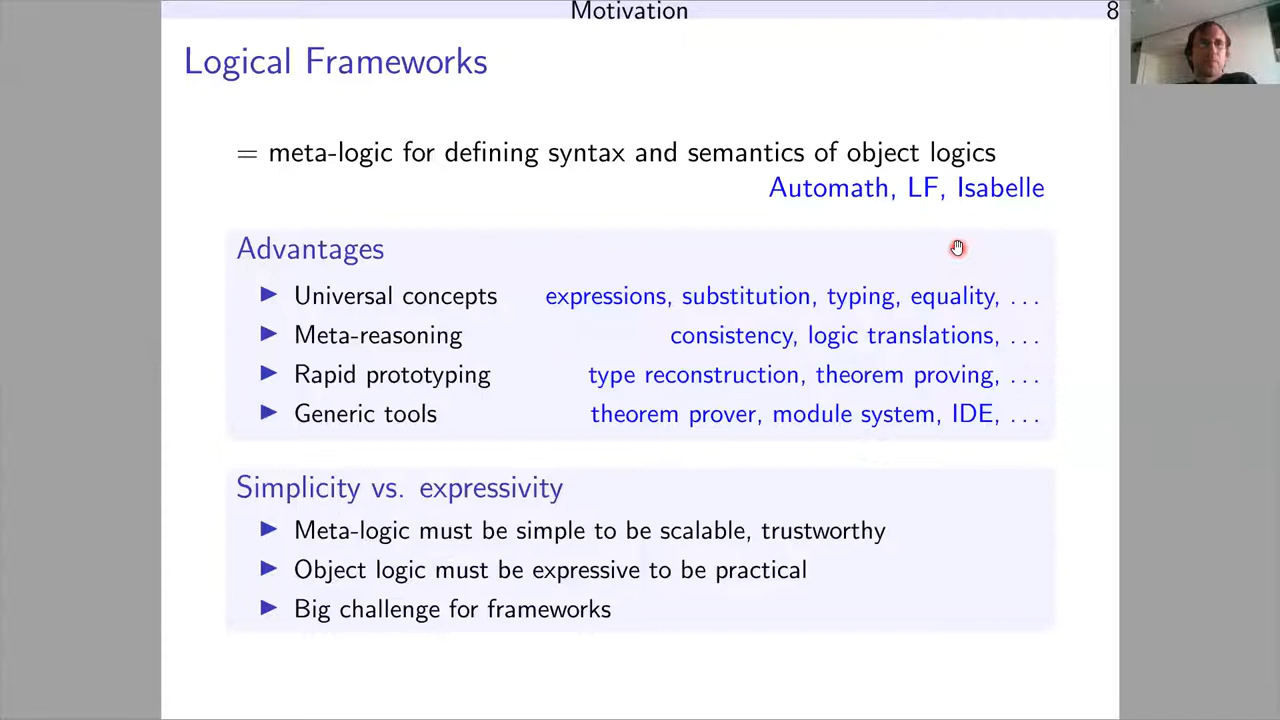 Motivation 8
Logical Frameworks
= meta-logic for defining syntax and semantics of object logics
Automath, LF, Isabelle
Advantages
▶ Universal concepts expressions, substitution, typing, equality, ...
▶ Meta-reasoning consistency, logic translations, ...
▶ Rapid prototyping type reconstruction, theorem proving, ...
▶ Generic tools theorem prover, module system, IDE, ...
Simplicity vs. expressivity
▶ Meta-logic must be simple to be scalable, trustworthy
▶ Object logic must be expressive to be practical
▶ Big challenge for frameworks